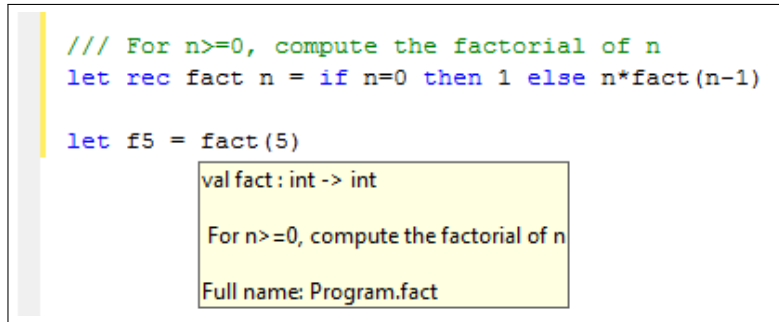 /// For n>=0, compute the factorial of n
let rec fact n = if n=0 then 1 else n*fact(n-1)
let f5 = fact(5)
val fact : int -> int
For n>=0, compute the factorial of n
Full name: Program.fact